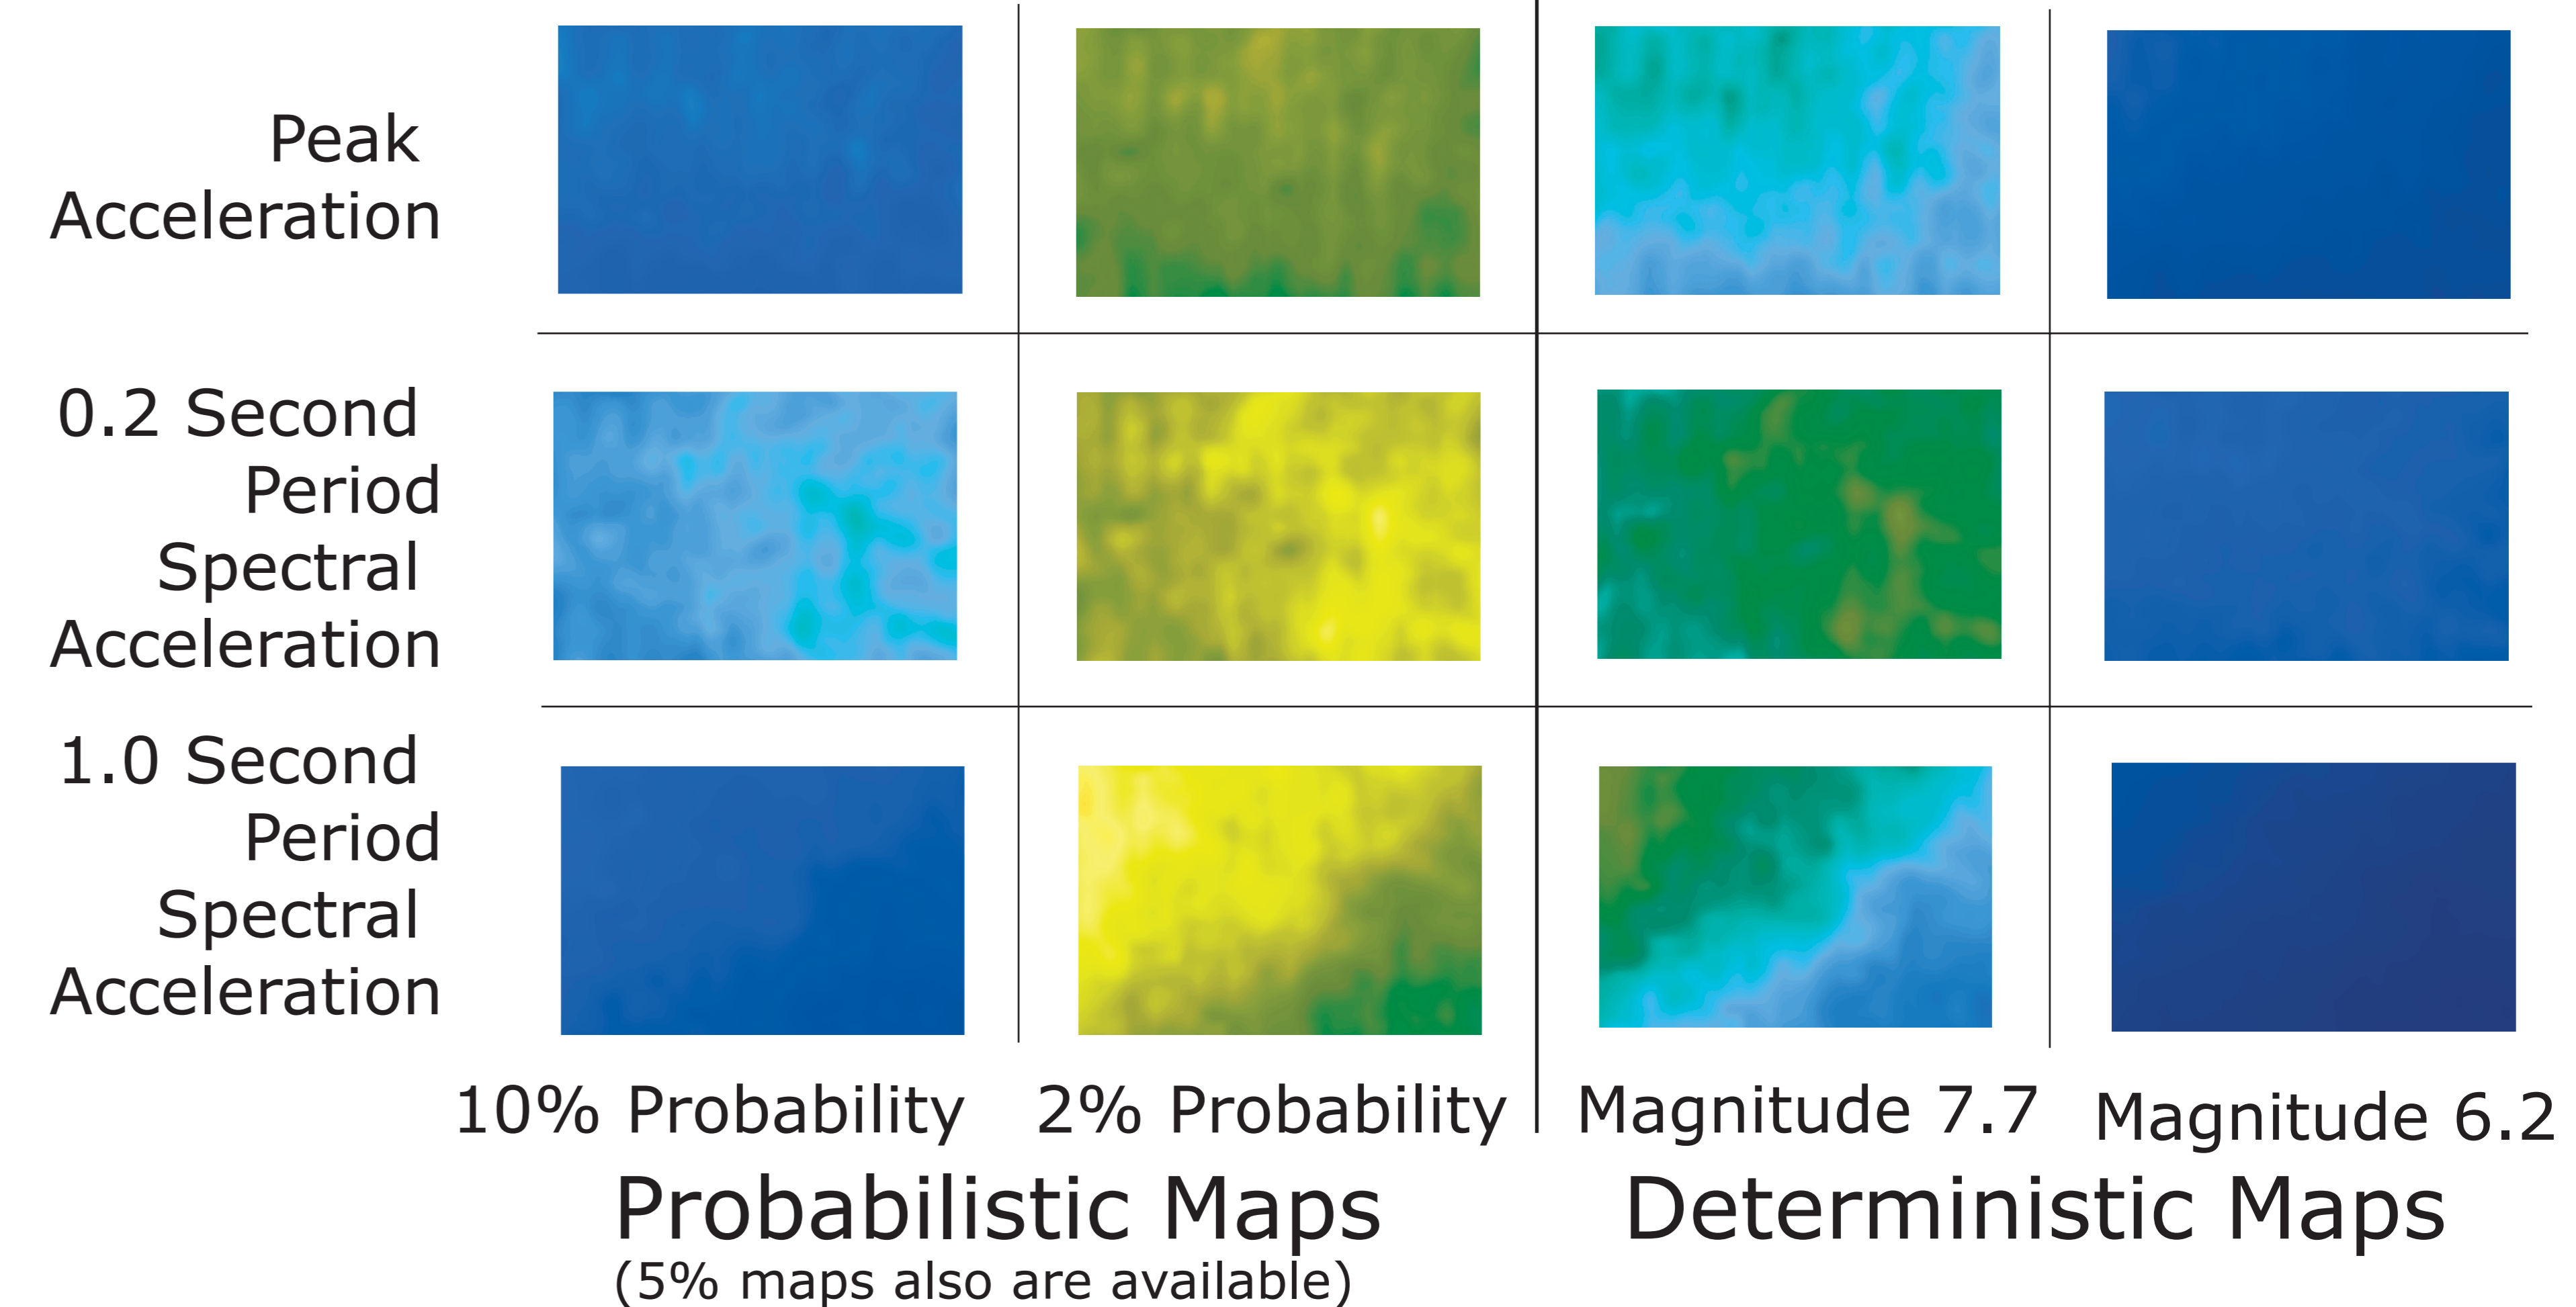 Peak
Acceleration
0.2 Second
Period
Spectral
Acceleration
1.0 Second
Period
Spectral
Acceleration
10% Probability
2% Probability
Magnitude 7.7
Magnitude 6.2
Probabilistic Maps
Deterministic Maps
(5% maps also are available)